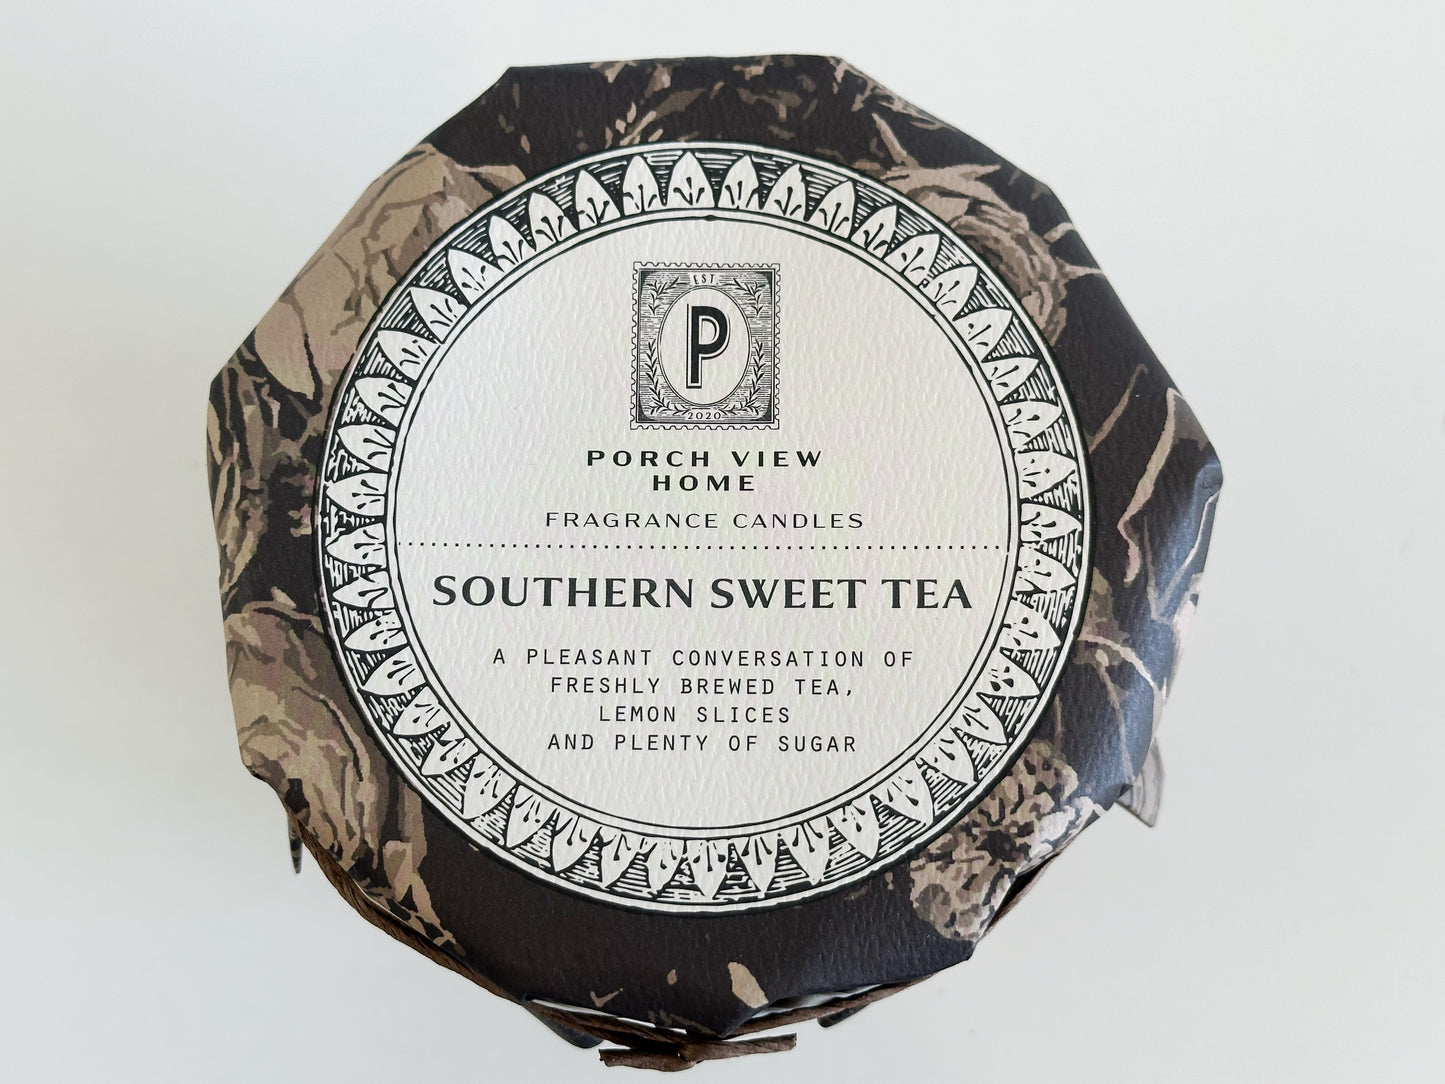 EST.
P
2020
PORCH VIEW
HOME
FRAGRANCE CANDLES
SOUTHERN SWEET TEA
A PLEASANT CONVERSATION OF
FRESHLY BREWED TEA,
LEMON SLICES
AND PLENTY OF SUGAR